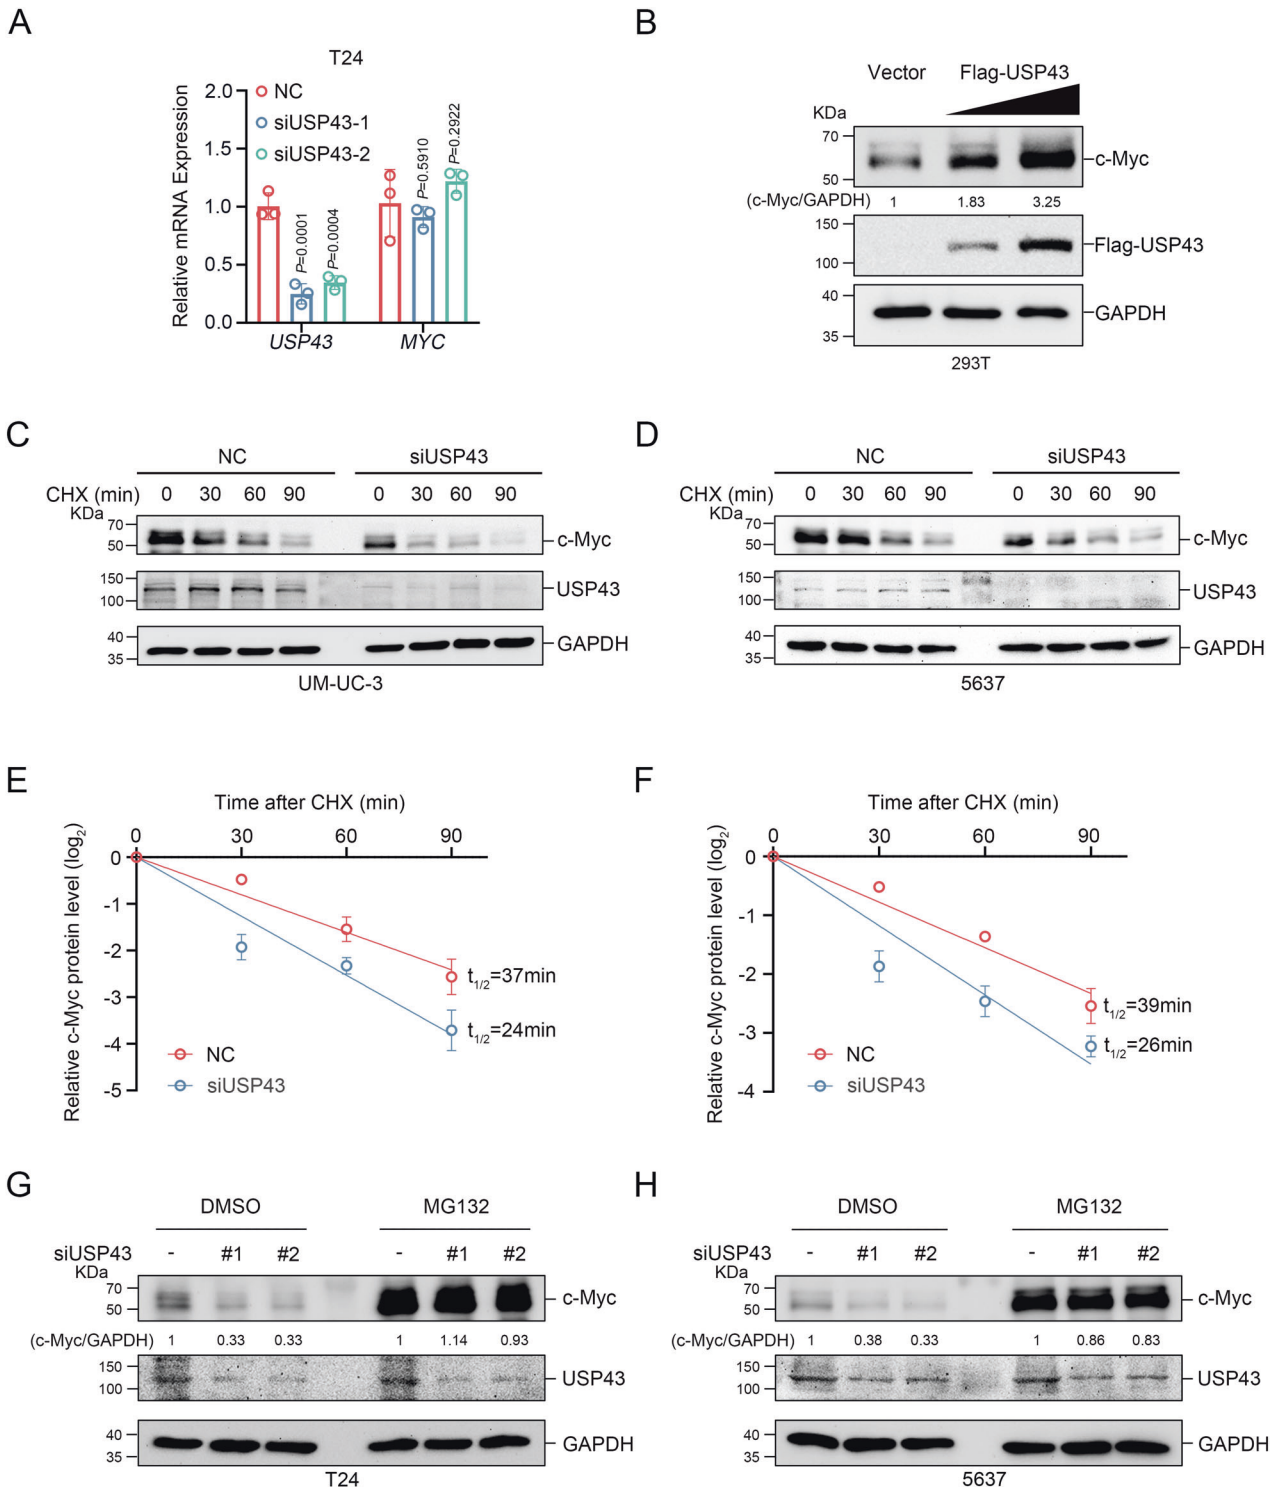 A
T24
Relative mRNA Expression
2.0
1.5
1.0
0.5
0.0
NC
siUSP43-1
siUSP43-2
P=0.0001
P=0.0004
P=0.5910
P=0.2922
USP43
MYC
B
Vector Flag-USP43
KDa
70
50
c-Myc
(c-Myc/GAPDH) 1 1.83 3.25
150
100
Flag-USP43
40
35
GAPDH
293T
C
NC siUSP43
CHX (min) 0 30 60 90 0 30 60 90
KDa
70
50
c-Myc
150
100
USP43
40
35
GAPDH
UM-UC-3
D
NC siUSP43
CHX (min) 0 30 60 90 0 30 60 90
KDa
70
50
c-Myc
150
100
USP43
40
35
GAPDH
5637
E
Time after CHX (min)
0 30 60 90
Relative c-Myc protein level (log2)
0
-1
-2
-3
-4
-5
t1/2=37min
t1/2=24min
NC
siUSP43
F
Time after CHX (min)
0 30 60 90
Relative c-Myc protein level (log2)
0
-1
-2
-3
-4
t1/2=39min
t1/2=26min
NC
siUSP43
G
DMSO MG132
siUSP43 - #1 #2 - #1 #2
KDa
70
50
c-Myc
(c-Myc/GAPDH) 1 0.33 0.33 1 1.14 0.93
150
100
USP43
40
35
GAPDH
T24
H
DMSO MG132
siUSP43 - #1 #2 - #1 #2
KDa
70
50
c-Myc
(c-Myc/GAPDH) 1 0.38 0.33 1 0.86 0.83
150
100
USP43
40
35
GAPDH
5637